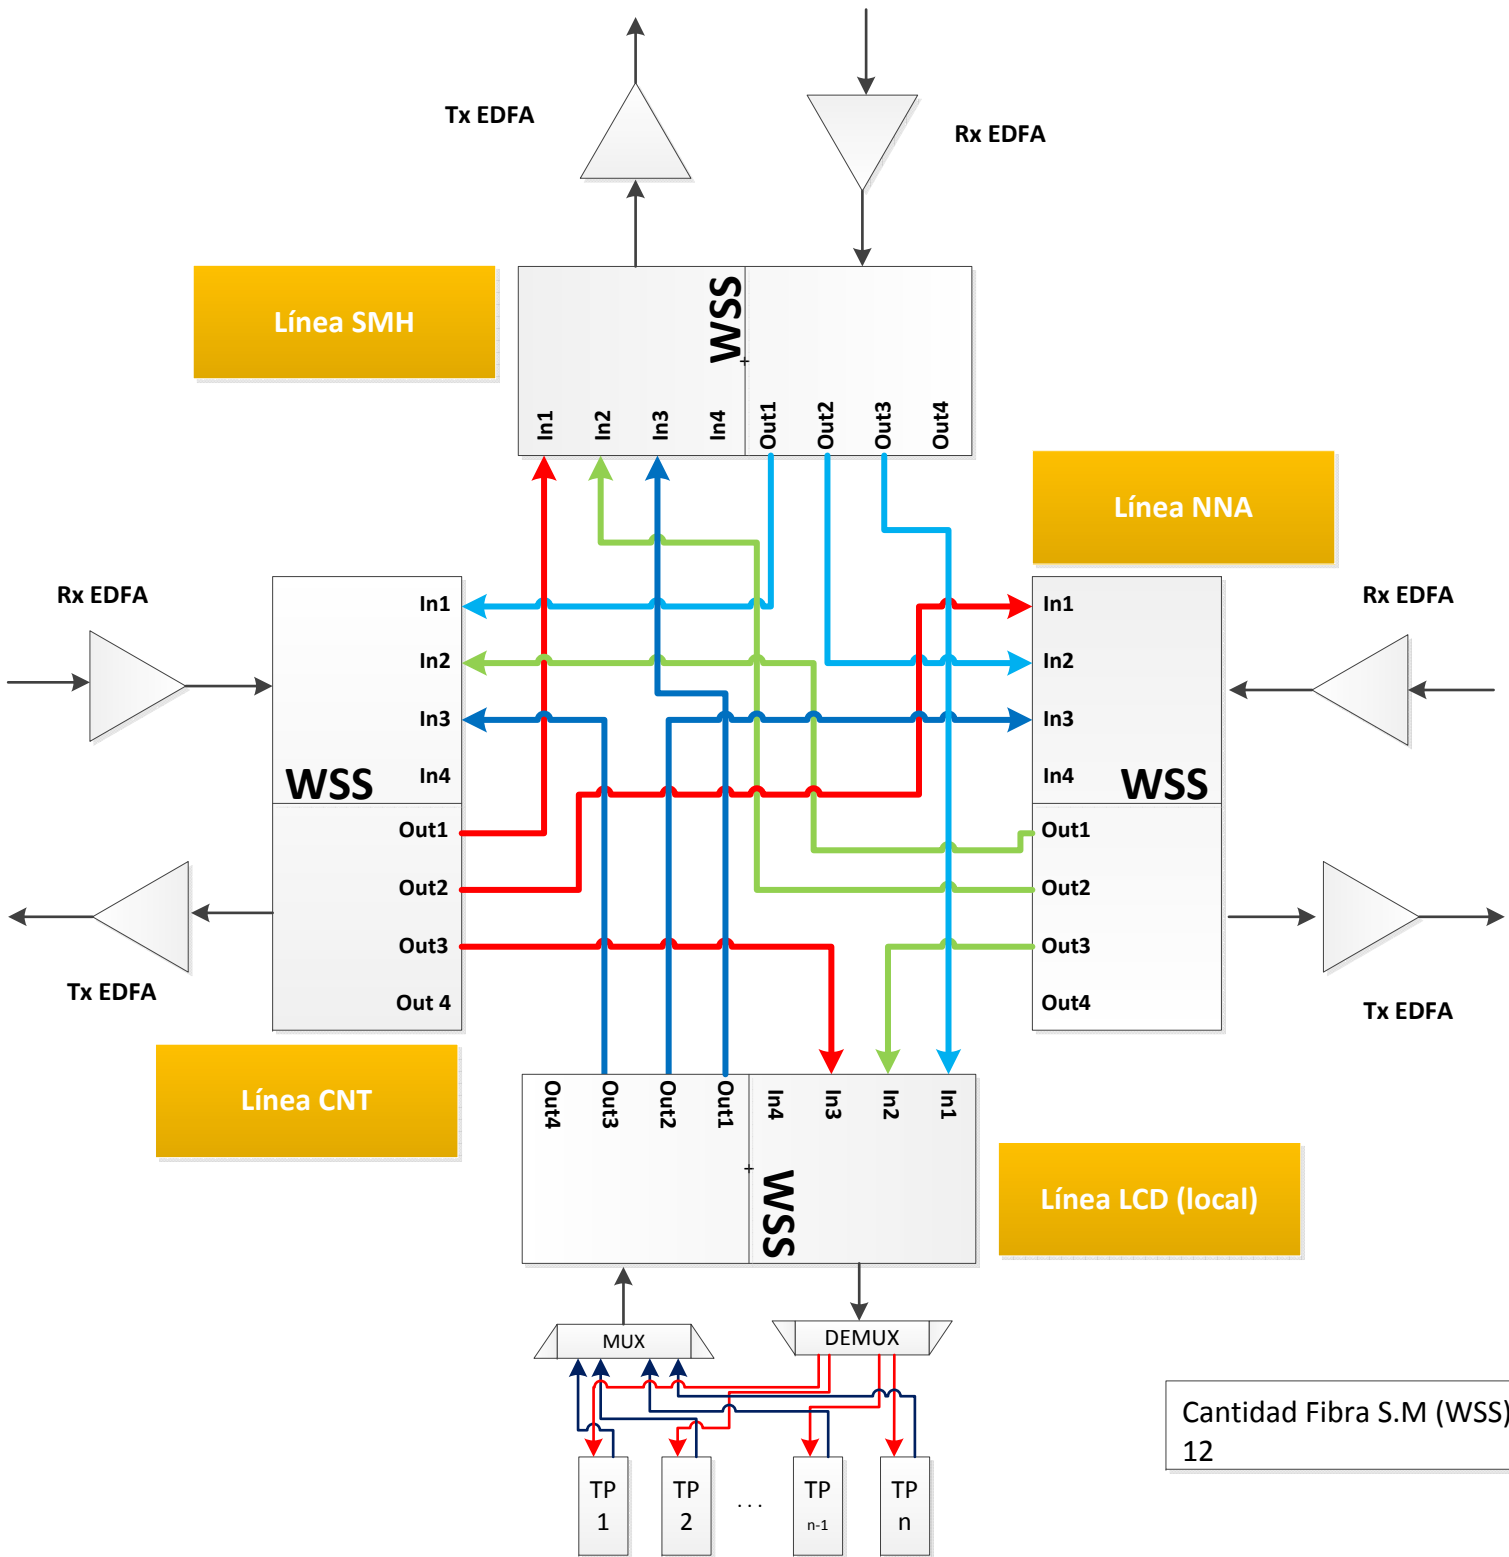 Tx EDFA
Rx EDFA
Línea SMH
WSS
In1
In2
In3
In4
Out1
Out2
Out3
Out4
Línea NNA
Rx EDFA
In1
In2
In3
In4
WSS
Out1
Out2
Out3
Out 4
Tx EDFA
Línea CNT
In1
In2
In3
In4
WSS
Out1
Out2
Out3
Out4
Rx EDFA
Tx EDFA
Out4
Out3
Out2
Out1
In4
In3
In2
In1
WSS
Línea LCD (local)
MUX
DEMUX
TP
1
TP
2
...
TP
n-1
TP
n
Cantidad Fibra S.M (WSS)
12